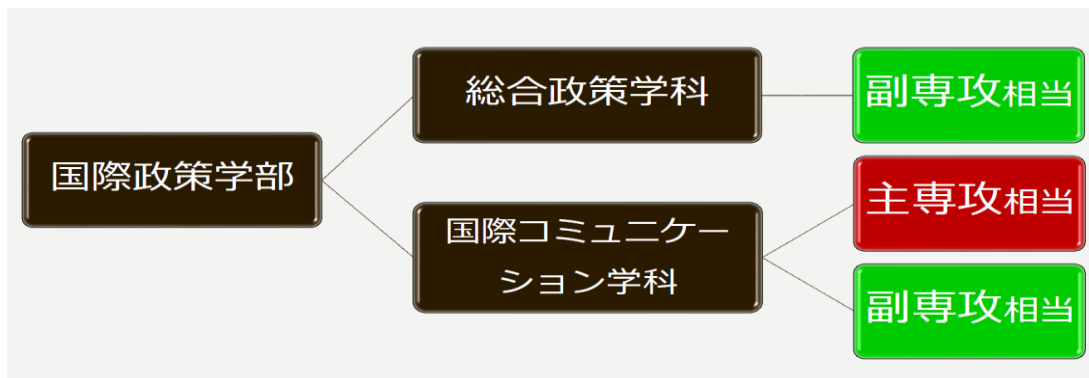 総合政策学科
副専攻相当
国際政策学部
主専攻相当
国際コミュニケー
ション学科
副専攻相当